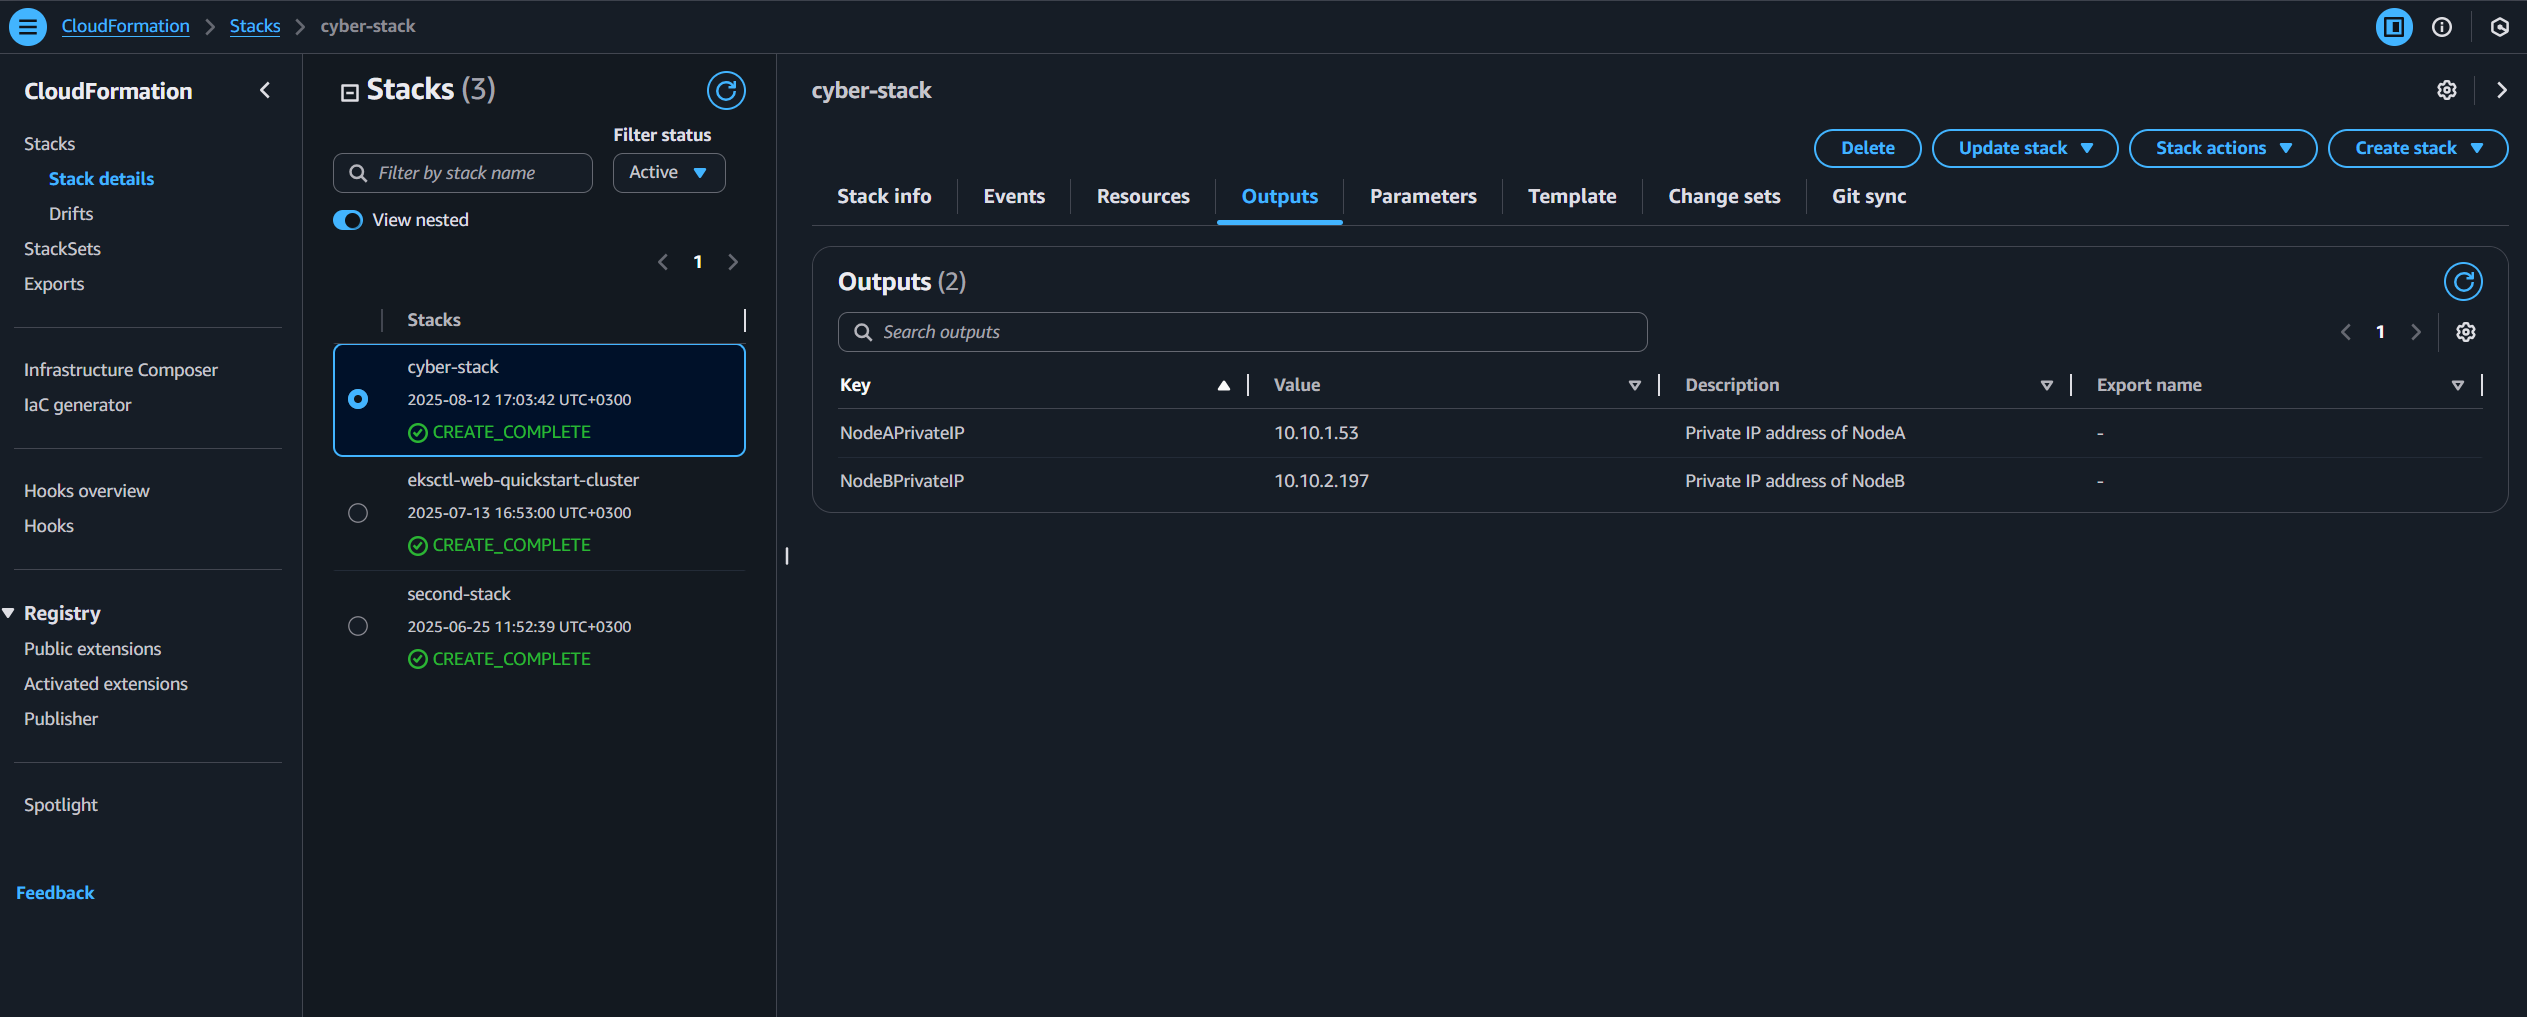 CloudFormation > Stacks > cyber-stack
CloudFormation
Stacks
Stack details
Drifts
StackSets
Exports
Infrastructure Composer
IaC generator
Hooks overview
Hooks
Registry
Public extensions
Activated extensions
Publisher
Spotlight
Feedback
Stacks (3)
Filter status
Filter by stack name
Active
View nested
1
Stacks
cyber-stack
2025-08-12 17:03:42 UTC+0300
CREATE_COMPLETE
eksctl-web-quickstart-cluster
2025-07-13 16:53:00 UTC+0300
CREATE_COMPLETE
second-stack
2025-06-25 11:52:39 UTC+0300
CREATE_COMPLETE
cyber-stack
Delete Update stack Stack actions Create stack
Stack info Events Resources Outputs Parameters Template Change sets Git sync
Outputs (2)
Search outputs
1
Key Value Description Export name
NodeAPrivateIP 10.10.1.53 Private IP address of NodeA -
NodeBPrivateIP 10.10.2.197 Private IP address of NodeB -